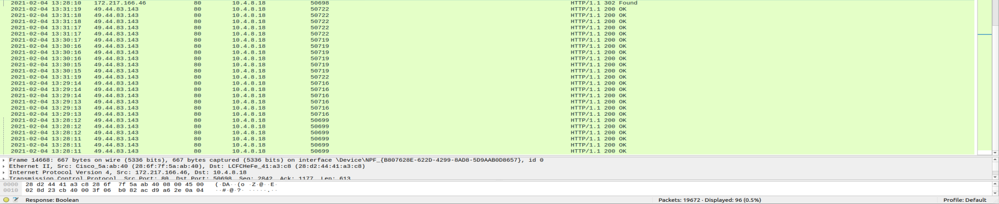 2021-02-04 13:28:10 172.217.166.46 80 10.4.8.18 50698 HTTP/1.1 302 Found
2021-02-04 13:31:19 49.44.83.143 80 10.4.8.18 50722 HTTP/1.1 200 OK
2021-02-04 13:31:18 49.44.83.143 80 10.4.8.18 50722 HTTP/1.1 200 OK
2021-02-04 13:31:18 49.44.83.143 80 10.4.8.18 50722 HTTP/1.1 200 OK
2021-02-04 13:31:17 49.44.83.143 80 10.4.8.18 50722 HTTP/1.1 200 OK
2021-02-04 13:31:17 49.44.83.143 80 10.4.8.18 50722 HTTP/1.1 200 OK
2021-02-04 13:30:17 49.44.83.143 80 10.4.8.18 50719 HTTP/1.1 200 OK
2021-02-04 13:30:16 49.44.83.143 80 10.4.8.18 50719 HTTP/1.1 200 OK
2021-02-04 13:30:16 49.44.83.143 80 10.4.8.18 50719 HTTP/1.1 200 OK
2021-02-04 13:30:16 49.44.83.143 80 10.4.8.18 50719 HTTP/1.1 200 OK
2021-02-04 13:30:15 49.44.83.143 80 10.4.8.18 50719 HTTP/1.1 200 OK
2021-02-04 13:30:15 49.44.83.143 80 10.4.8.18 50719 HTTP/1.1 200 OK
2021-02-04 13:31:19 49.44.83.143 80 10.4.8.18 50722 HTTP/1.1 200 OK
2021-02-04 13:29:14 49.44.83.143 80 10.4.8.18 50716 HTTP/1.1 200 OK
2021-02-04 13:29:14 49.44.83.143 80 10.4.8.18 50716 HTTP/1.1 200 OK
2021-02-04 13:29:14 49.44.83.143 80 10.4.8.18 50716 HTTP/1.1 200 OK
2021-02-04 13:29:13 49.44.83.143 80 10.4.8.18 50716 HTTP/1.1 200 OK
2021-02-04 13:29:13 49.44.83.143 80 10.4.8.18 50716 HTTP/1.1 200 OK
2021-02-04 13:29:13 49.44.83.143 80 10.4.8.18 50716 HTTP/1.1 200 OK
2021-02-04 13:28:12 49.44.83.143 80 10.4.8.18 50699 HTTP/1.1 200 OK
2021-02-04 13:28:12 49.44.83.143 80 10.4.8.18 50699 HTTP/1.1 200 OK
2021-02-04 13:28:12 49.44.83.143 80 10.4.8.18 50699 HTTP/1.1 200 OK
2021-02-04 13:28:11 49.44.83.143 80 10.4.8.18 50699 HTTP/1.1 200 OK
2021-02-04 13:28:11 49.44.83.143 80 10.4.8.18 50699 HTTP/1.1 200 OK
2021-02-04 13:28:11 49.44.83.143 80 10.4.8.18 50699 HTTP/1.1 200 OK
Frame 14668: 667 bytes on wire (5336 bits), 667 bytes captured (5336 bits) on interface \Device\NPF_{B807628E-622D-4299-8AD8-5D9AAB0D8657}, id 0
Ethernet II, Src: Cisco_5a:ab:40 (28:6f:7f:5a:ab:40), Dst: LCFCHeFe_41:a3:c8 (28:d2:44:41:a3:c8)
Internet Protocol Version 4, Src: 172.217.166.46, Dst: 10.4.8.18
Transmission Control Protocol, Src Port: 80, Dst Port: 50698, Seq: 2842, Ack: 1177, Len: 613
0000 28 d2 44 41 a3 c8 28 6f 7f 5a ab 40 08 00 45 00 (·DA··(o ·Z·@··E·
0010 02 8d 23 cb 40 00 3f 06 b0 82 ac d9 a6 2e 0a 04 ··#·@·?· ·····.··
Response: Boolean Packets: 19672 · Displayed: 96 (0.5%) Profile: Default